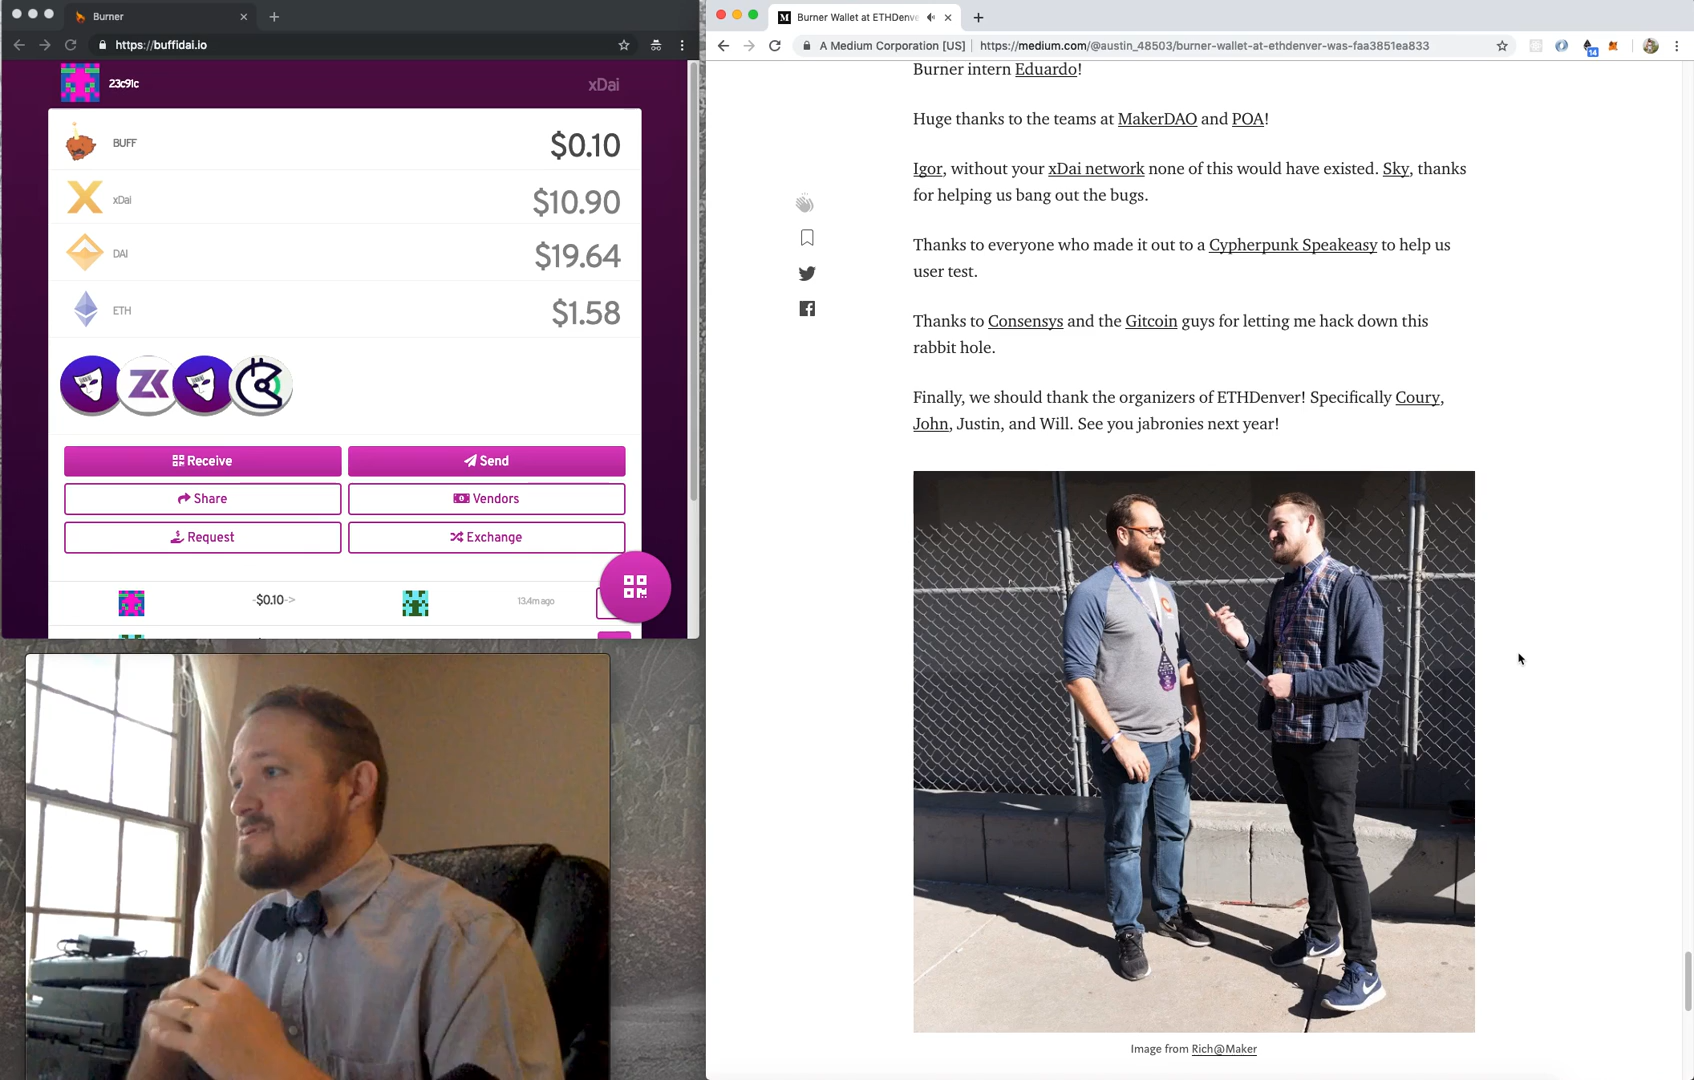 Burner
https://buffidai.io
23c91c
xDai
BUFF
$0.10
xDai
$10.90
DAI
$19.64
ETH
$1.58
Receive
Send
Share
Vendors
Request
Exchange
-$0.10->
13.4m ago
Burner Wallet at ETHDenve
A Medium Corporation [US]
https://medium.com/@austin_48503/burner-wallet-at-ethdenver-was-faa3851ea833
14
Burner intern Eduardo!
Huge thanks to the teams at MakerDAO and POA!
Igor, without your xDai network none of this would have existed. Sky, thanks
for helping us bang out the bugs.
Thanks to everyone who made it out to a Cypherpunk Speakeasy to help us
user test.
Thanks to Consensys and the Gitcoin guys for letting me hack down this
rabbit hole.
Finally, we should thank the organizers of ETHDenver! Specifically Coury,
John, Justin, and Will. See you jabronies next year!
Image from Rich@Maker